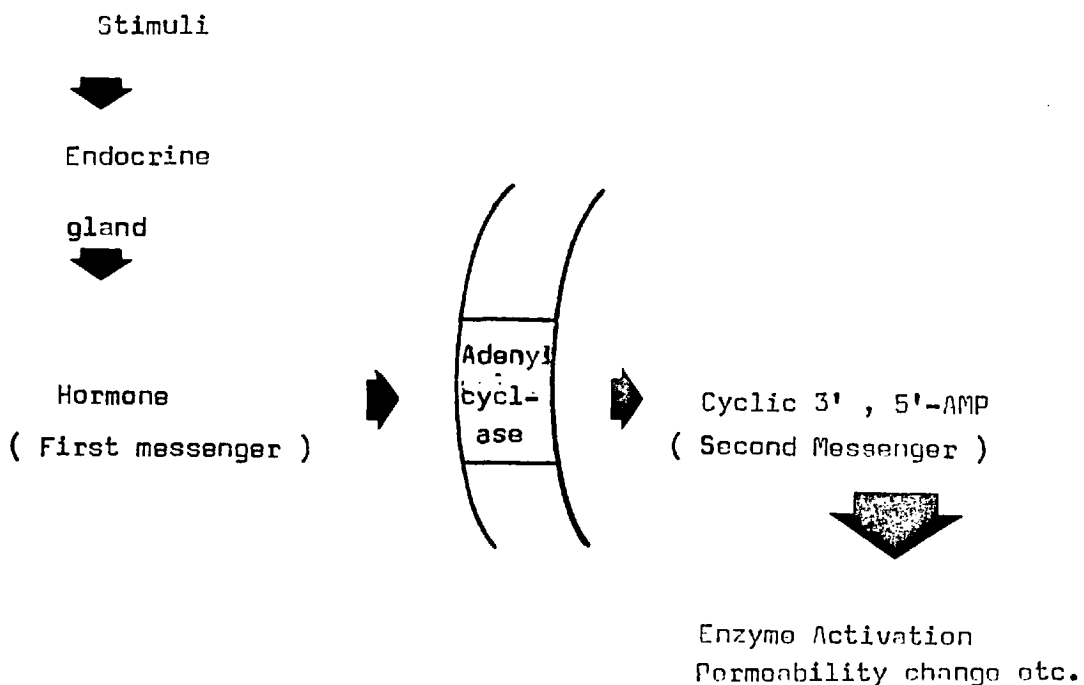 Stimuli
Endocrine
gland
Hormone
( First messenger )
Adenyl
cycl-
ase
Cyclic 3' , 5'-AMP
( Second Messenger )
Enzyme Activation
Permeability change etc.